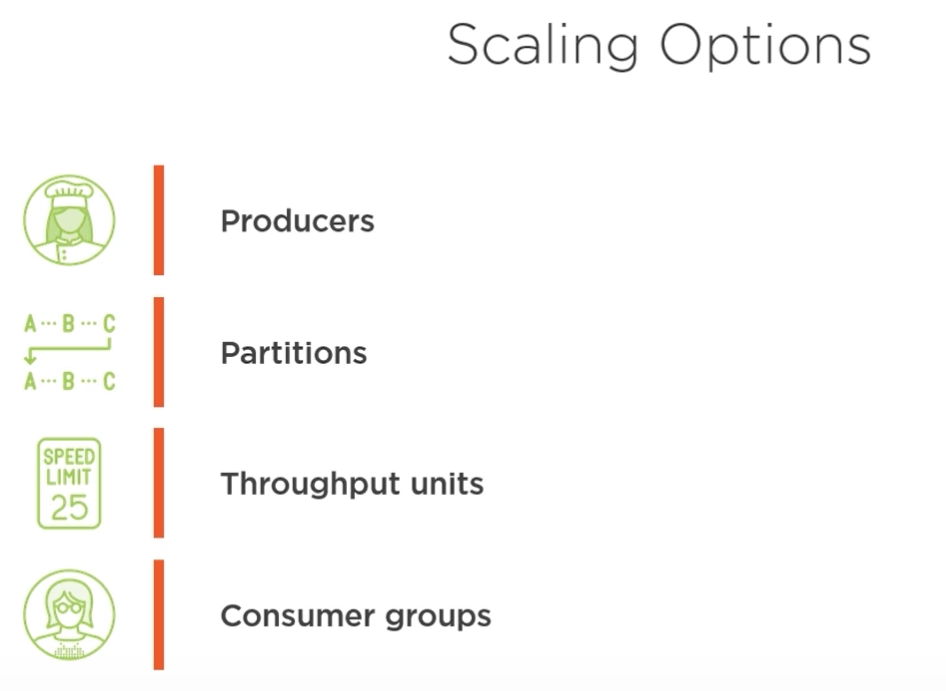 Scaling Options
Producers
A ··· B ··· C
A ··· B ··· C
Partitions
SPEED
LIMIT
25
Throughput units
Consumer groups